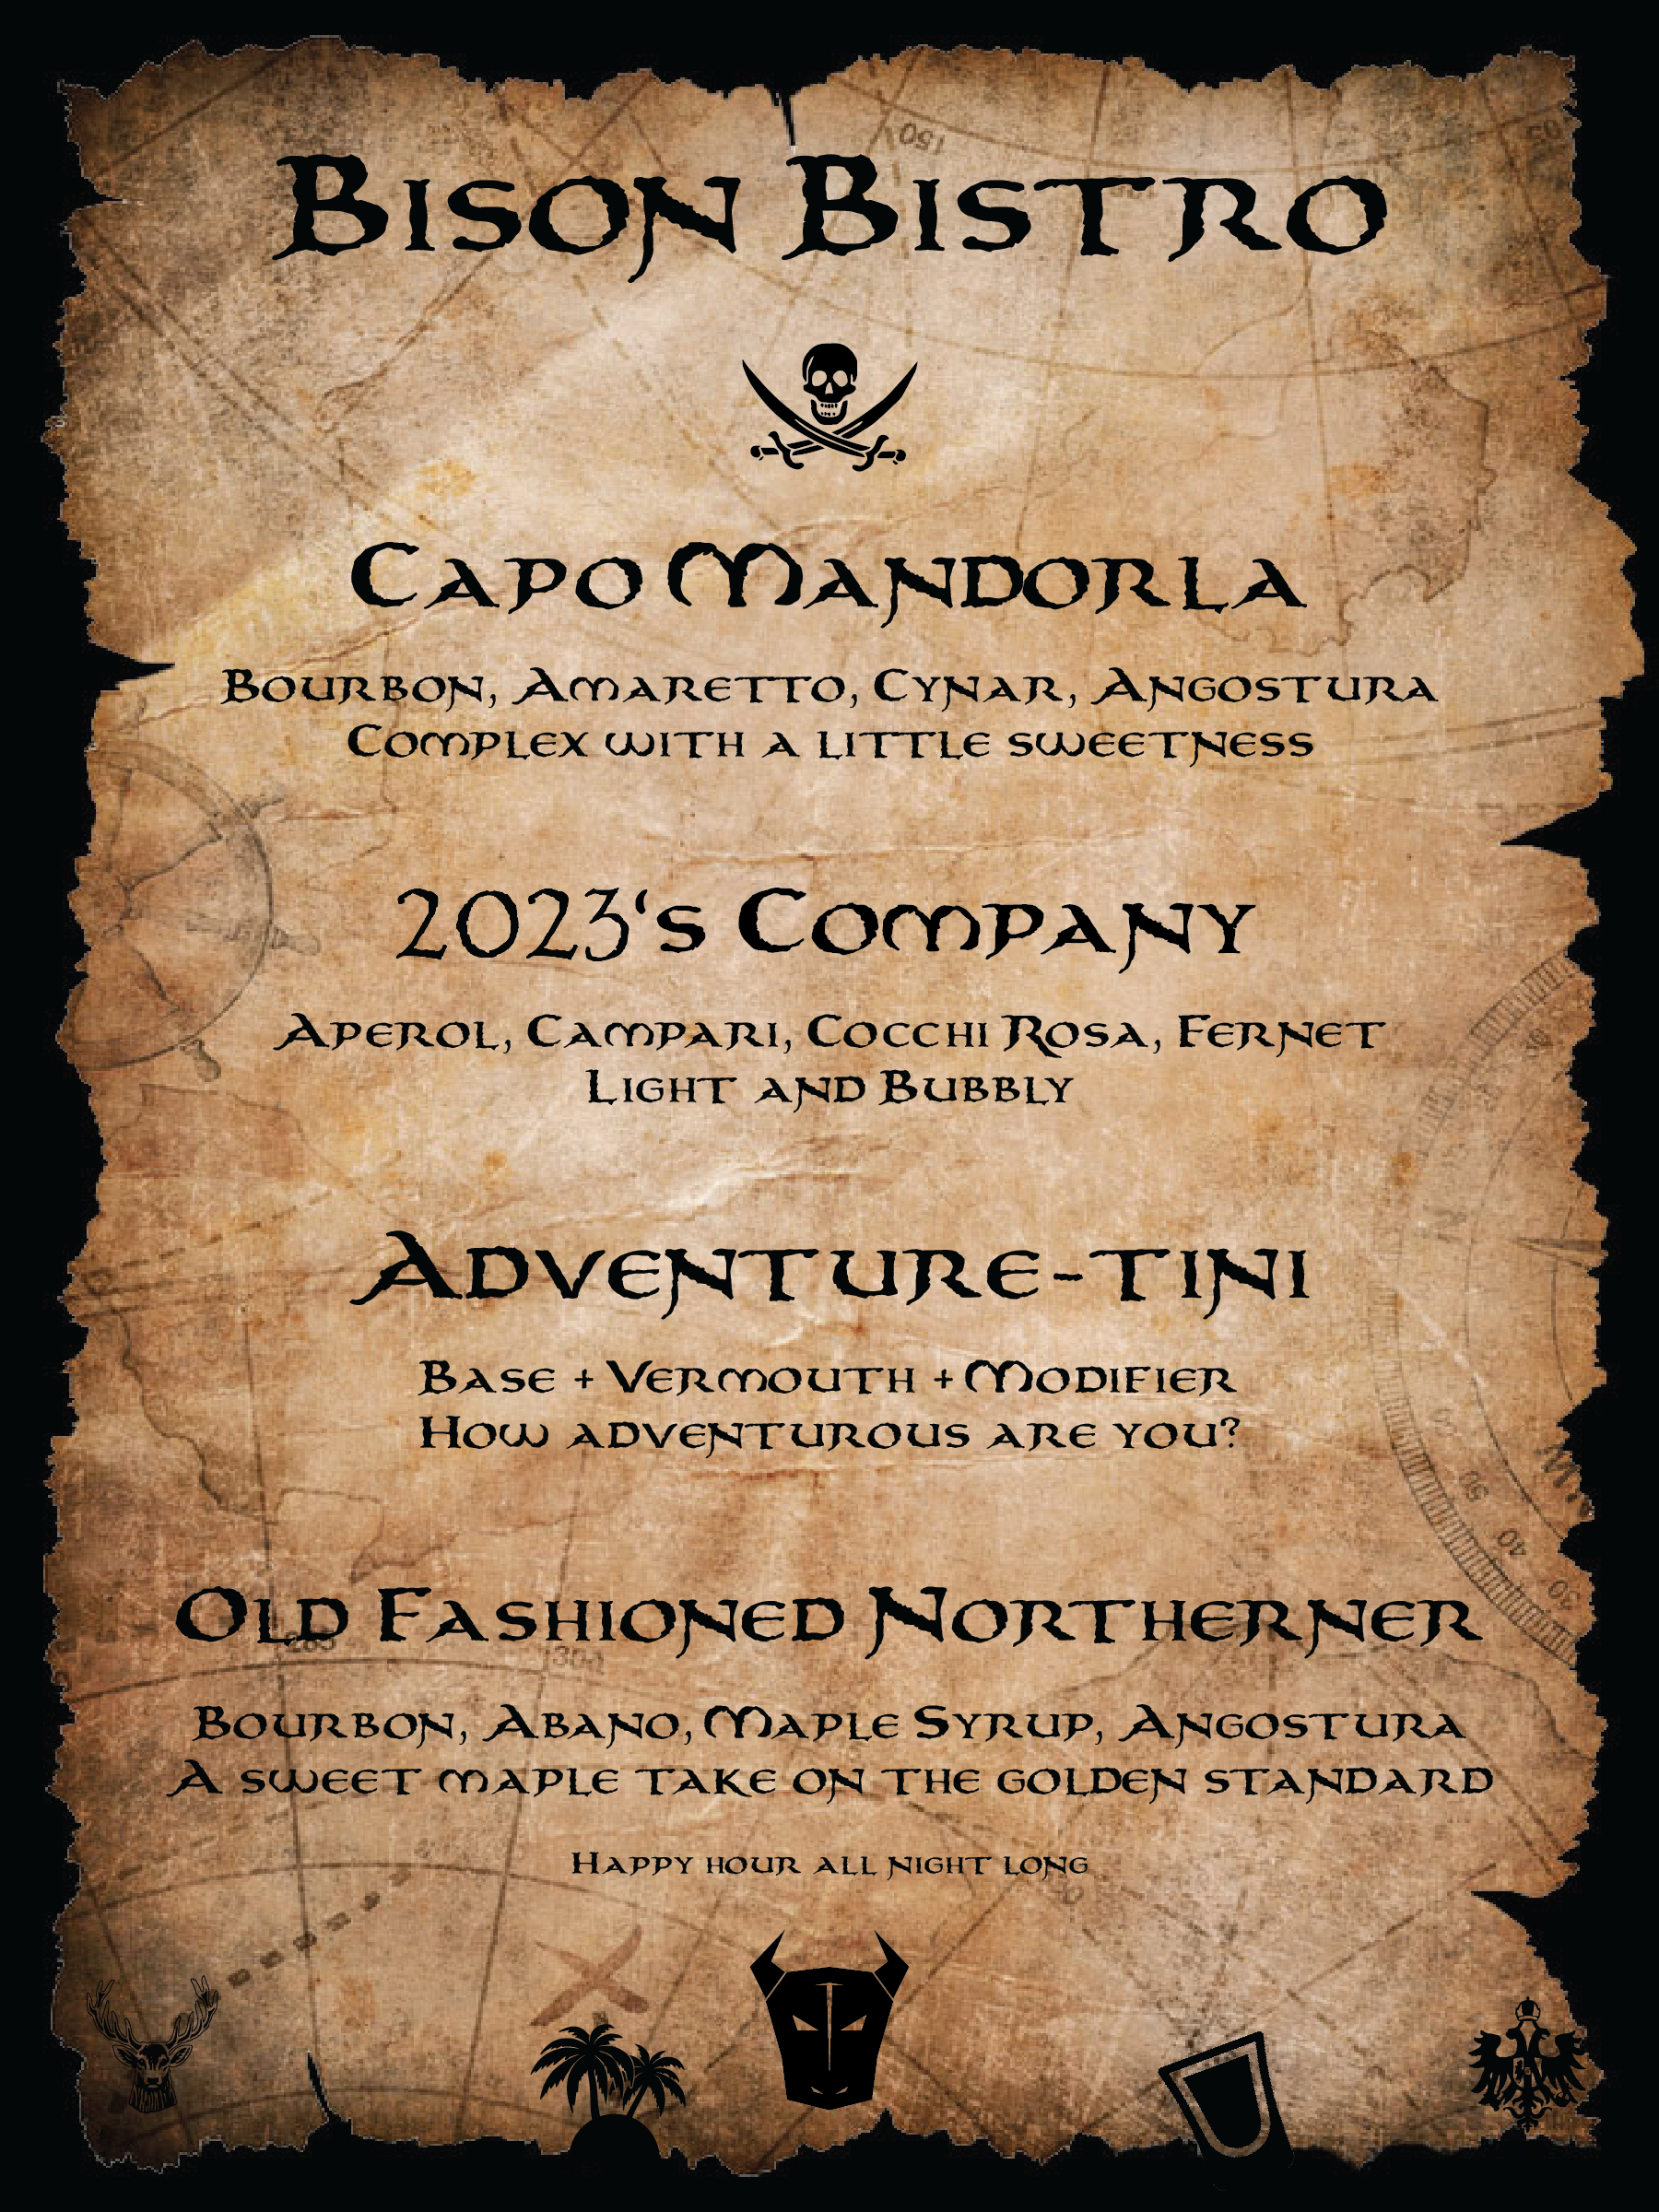 Bison Bistro
Capo Mandorla
Bourbon, Amaretto, Cynar, Angostura
Complex with a little sweetness
2023‘s Company
Aperol, Campari, Cocchi Rosa, Fernet
Light and Bubbly
Adventure-tini
Base + Vermouth + Modifier
How adventurous are you?
Old Fashioned Northerner
Bourbon, Abano, Maple Syrup, Angostura
A sweet maple take on the golden standard
Happy hour all night long